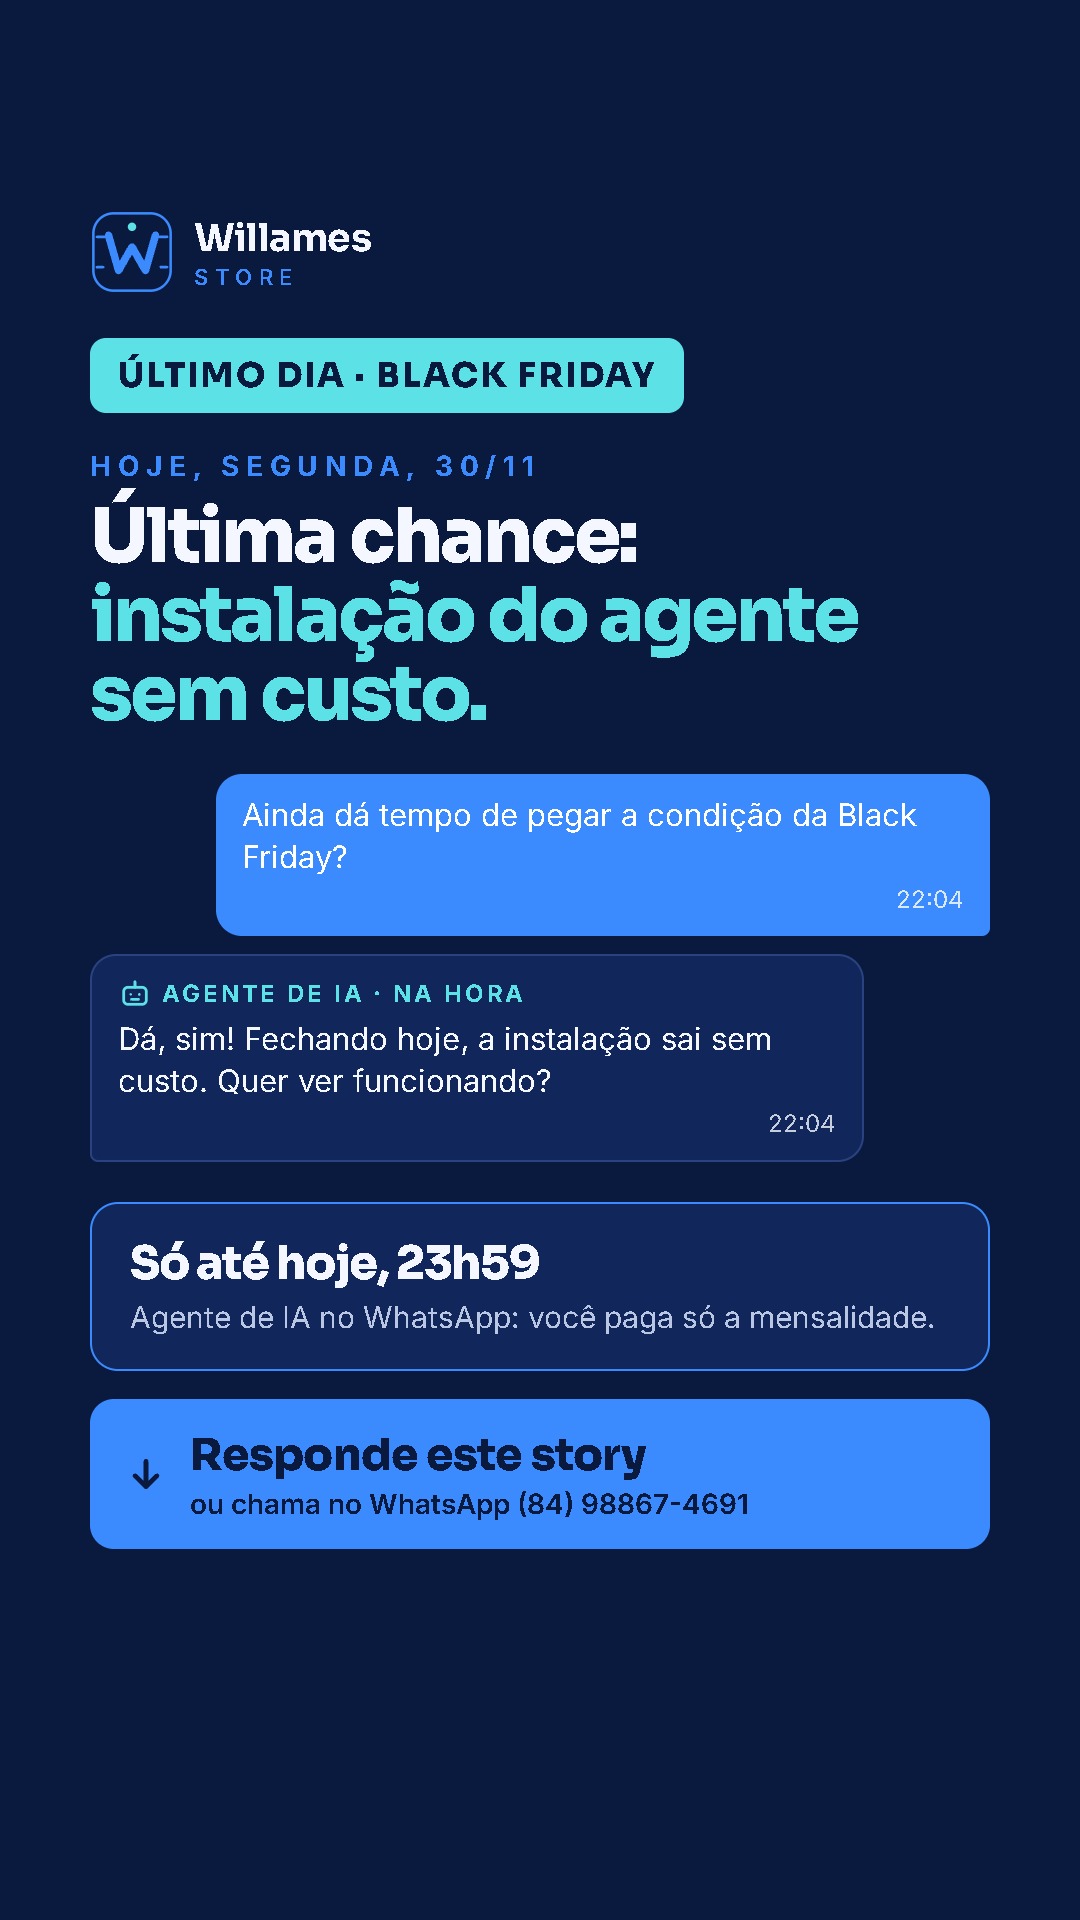 Willames
STORE
ÚLTIMO DIA · BLACK FRIDAY
HOJE, SEGUNDA, 30/11
Última chance:
instalação do agente
sem custo.
Ainda dá tempo de pegar a condição da Black
Friday?
22:04
AGENTE DE IA · NA HORA
Dá, sim! Fechando hoje, a instalação sai sem
custo. Quer ver funcionando?
22:04
Só até hoje, 23h59
Agente de IA no WhatsApp: você paga só a mensalidade.
Responde este story
ou chama no WhatsApp (84) 98867-4691